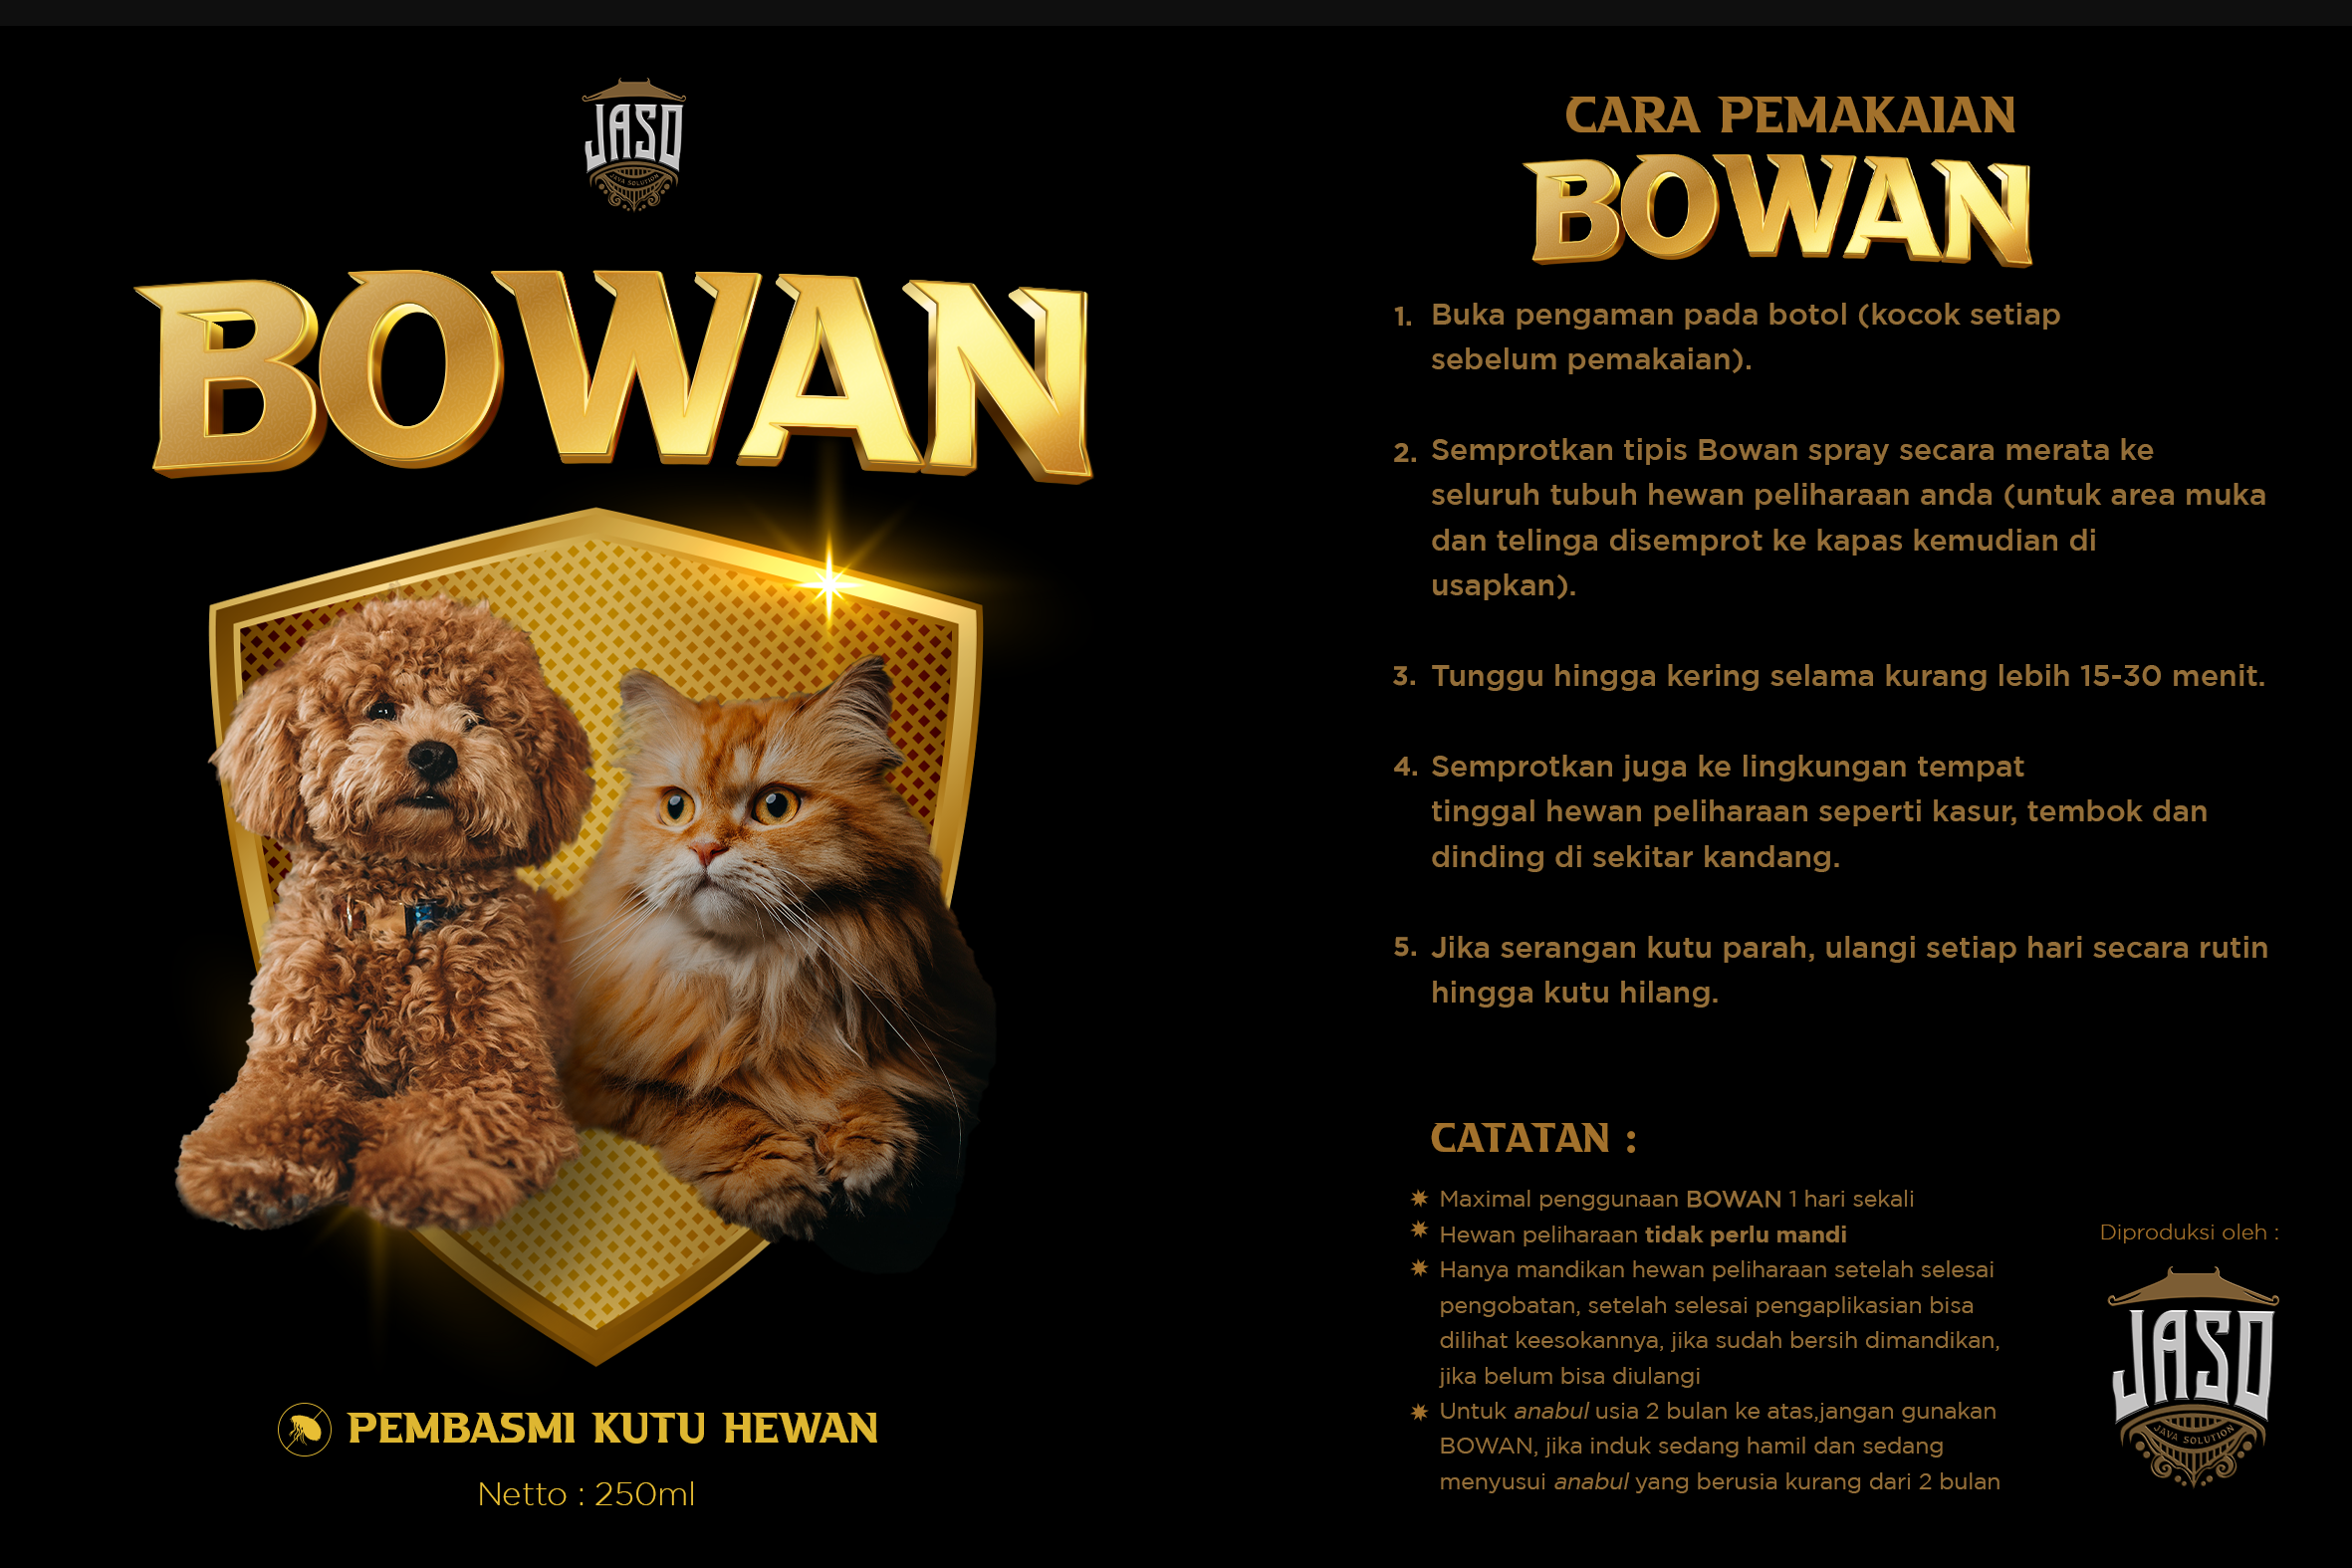 JASO
JAVA SOLUTION
BOWAN
PEMBASMI KUTU HEWAN
Netto : 250ml
CARA PEMAKAIAN
BOWAN
1. Buka pengaman pada botol (kocok setiap
sebelum pemakaian).
2. Semprotkan tipis Bowan spray secara merata ke
seluruh tubuh hewan peliharaan anda (untuk area muka
dan telinga disemprot ke kapas kemudian di
usapkan).
3. Tunggu hingga kering selama kurang lebih 15-30 menit.
4. Semprotkan juga ke lingkungan tempat
tinggal hewan peliharaan seperti kasur, tembok dan
dinding di sekitar kandang.
5. Jika serangan kutu parah, ulangi setiap hari secara rutin
hingga kutu hilang.
CATATAN :
Maximal penggunaan BOWAN 1 hari sekali
Hewan peliharaan tidak perlu mandi
Hanya mandikan hewan peliharaan setelah selesai
pengobatan, setelah selesai pengaplikasian bisa
dilihat keesokannya, jika sudah bersih dimandikan,
jika belum bisa diulangi
Untuk anabul usia 2 bulan ke atas,jangan gunakan
BOWAN, jika induk sedang hamil dan sedang
menyusui anabul yang berusia kurang dari 2 bulan
Diproduksi oleh :
JASO
JAVA SOLUTION